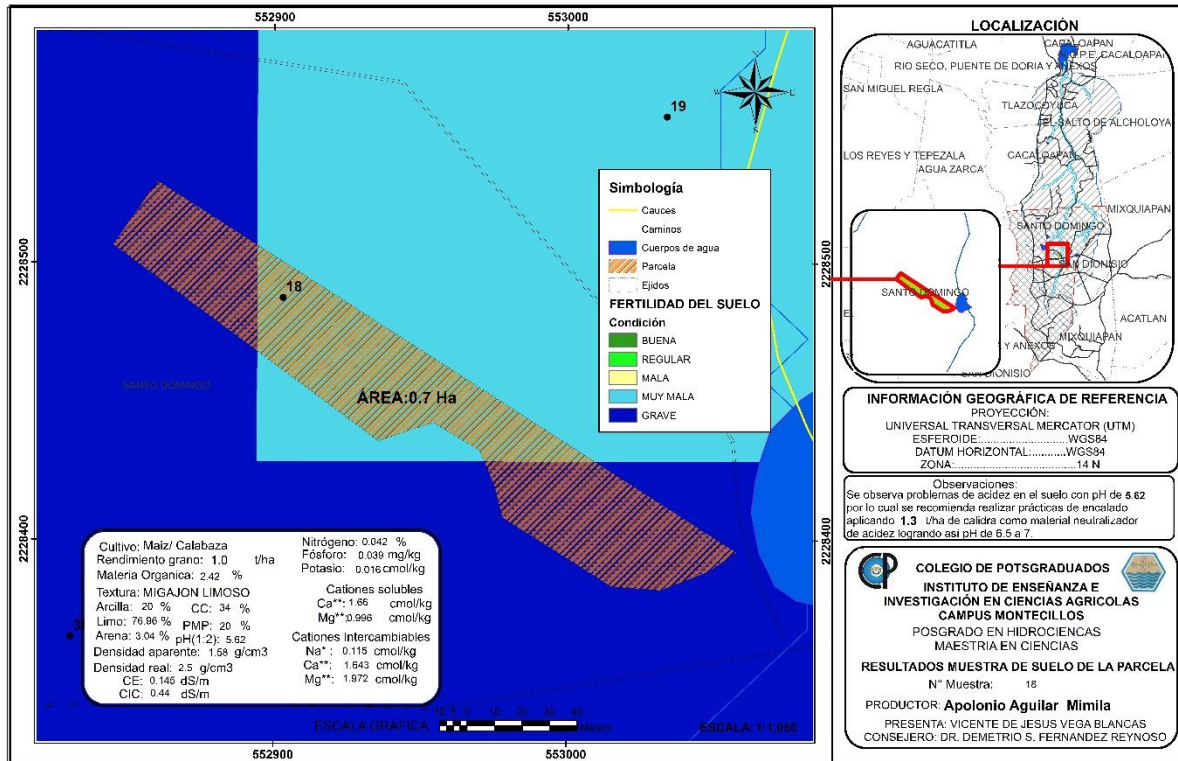 552900
553000
2228500
2228400
19
18
SANTO DOMINGO
ÁREA:0.7 Ha
Simbología
Cauces
Caminos
Cuerpos de agua
Parcela
Ejidos
FERTILIDAD DEL SUELO
Condición
BUENA
REGULAR
MALA
MUY MALA
GRAVE
Cultivo: Maiz/ Calabaza
Rendimiento grano: 1.0 t/ha
Materia Organica: 2.42 %
Textura: MIGAJON LIMOSO
Arcilla: 20 % CC: 34 %
Limo: 76.96 % PMP: 20 %
Arena: 3.04 % pH(1:2): 5.62
Densidad aparente: 1.58 g/cm3
Densidad real: 2.5 g/cm3
CE: 0.146 dS/m
CIC: 0.44 dS/m
Nitrógeno: 0.042 %
Fósforo: 0.039 mg/kg
Potasio: 0.016 cmol/kg
Cationes solubles
Ca**: 1.66 cmol/kg
Mg**: 0.996 cmol/kg
Cationes Intercambiables
Na* : 0.115 cmol/kg
Ca**: 1.643 cmol/kg
Mg**: 1.972 cmol/kg
ESCALA GRÁFICA
0 10 20 30 40
Meters
ESCALA: 1:1,050
552900
553000
2228500
2228400
LOCALIZACIÓN
AGUACATITLA
CACALOAPAN
CACALOAPAN
RIO SECO, PUENTE DE DORIA Y ANEXOS
SAN MIGUEL REGLA
TLAZOCOYUCA
EL SALTO DE ALCHOLOYA
LOS REYES Y TEPEZALA
CACALOAPAN
AGUA ZARCA
MIXQUIAPAN
SANTO DOMINGO
SAN DIONISIO
SANTO DOMINGO
ACATLAN
MIXQUIAPAN
Y ANEXOS
SAN DIONISIO
INFORMACIÓN GEOGRÁFICA DE REFERENCIA
PROYECCIÓN:
UNIVERSAL TRANSVERSAL MERCATOR (UTM)
ESFEROIDE:............................WGS84
DATUM HORIZONTAL:...........WGS84
ZONA:..............................14 N
Observaciones:
Se observa problemas de acidez en el suelo con pH de 5.62
por lo cual se recomienda realizar prácticas de encalado
aplicando 1.3 t/ha de calidra como material neutralizador
de acidez logrando así pH de 6.5 a 7.
COLEGIO DE POTSGRADUADOS
INSTITUTO DE ENSEÑANZA E
INVESTIGACIÓN EN CIENCIAS AGRICOLAS
CAMPUS MONTECILLOS
POSGRADO EN HIDROCIENCAS
MAESTRIA EN CIENCIAS
RESULTADOS MUESTRA DE SUELO DE LA PARCELA
N° Muestra: 18
PRODUCTOR: Apolonio Aguilar Mimila
PRESENTA: VICENTE DE JESUS VEGA BLANCAS
CONSEJERO: DR. DEMETRIO S. FERNANDEZ REYNOSO